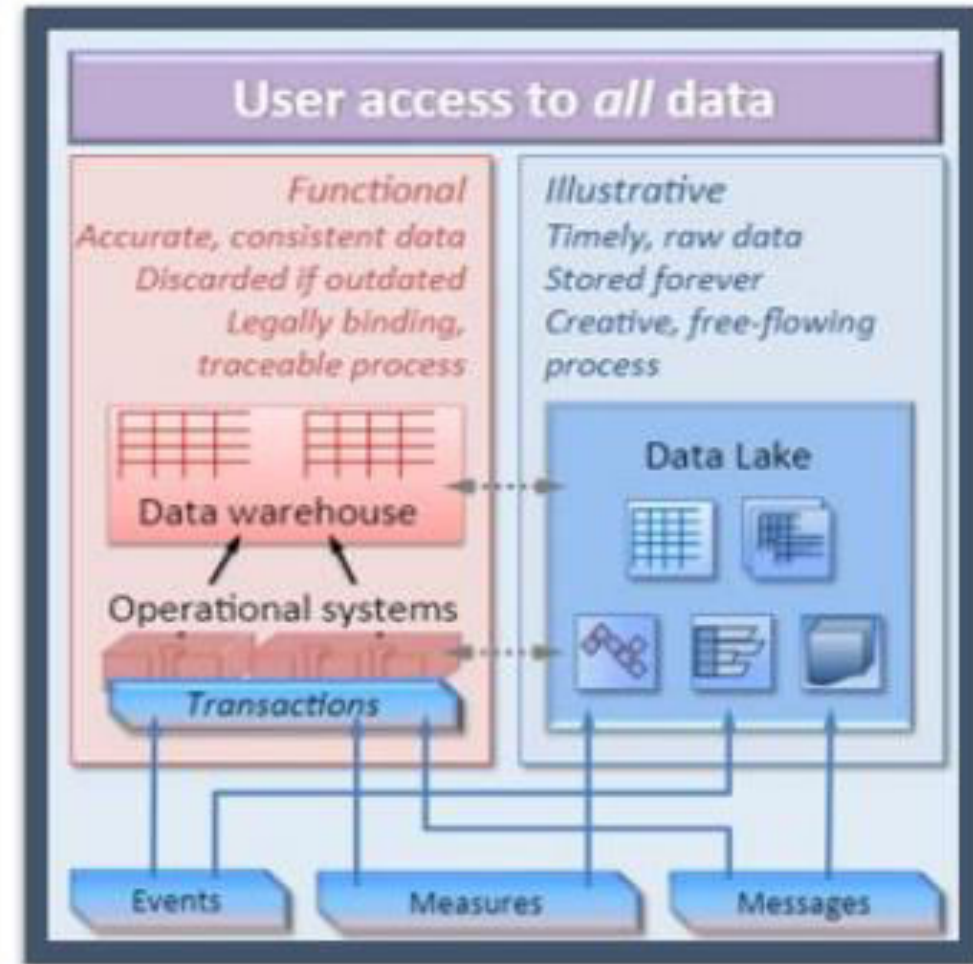 User access to all data
Functional
Accurate, consistent data
Discarded if outdated
Legally binding,
traceable process
Data warehouse
Operational systems
Transactions
Illustrative
Timely, raw data
Stored forever
Creative, free-flowing
process
Data Lake
Events
Measures
Messages